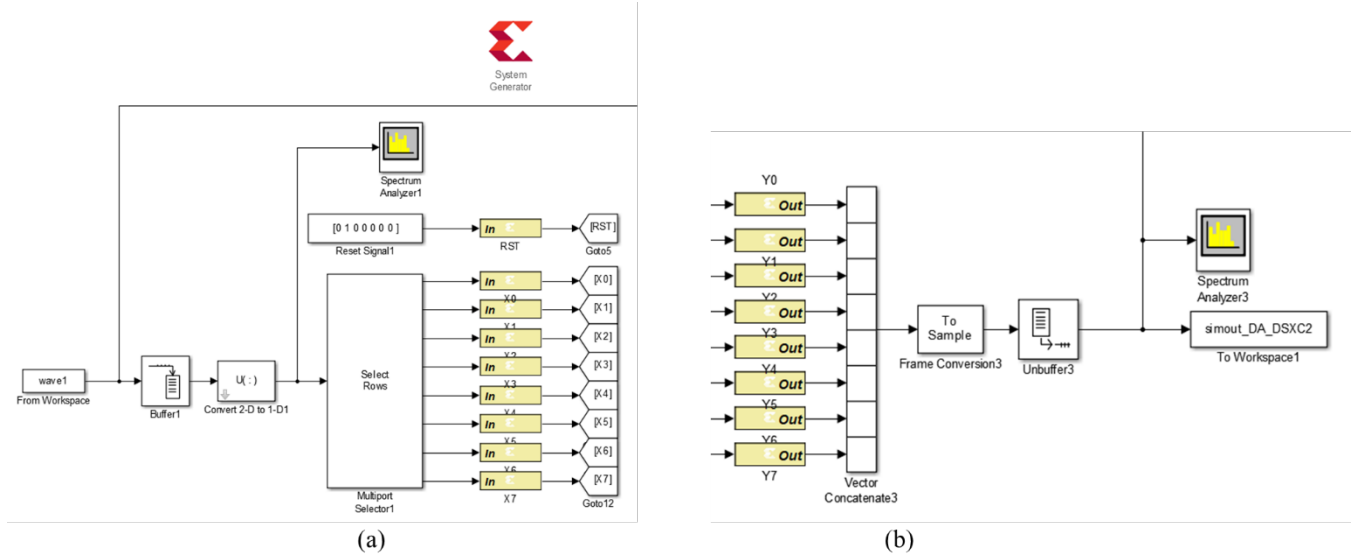 System
Generator
Spectrum
Analyzer1
[0 1 0 0 0 0 0 ]
Reset Signal1
In
RST
[RST]
Goto5
In
X0
[X0]
In
X1
[X1]
In
X2
[X2]
In
X3
[X3]
In
X4
[X4]
In
X5
[X5]
In
X6
[X6]
In
X7
[X7]
Goto12
Select
Rows
Multiport
Selector1
wave1
From Workspace
Buffer1
U( : )
Convert 2-D to 1-D1
(a)
Y0
Out
Out
Y1
Out
Y2
Out
Y3
Out
Y4
Out
Y5
Out
Y6
Out
Y7
Vector
Concatenate3
To
Sample
Frame Conversion3
Unbuffer3
Spectrum
Analyzer3
simout_DA_DSXC2
To Workspace1
(b)